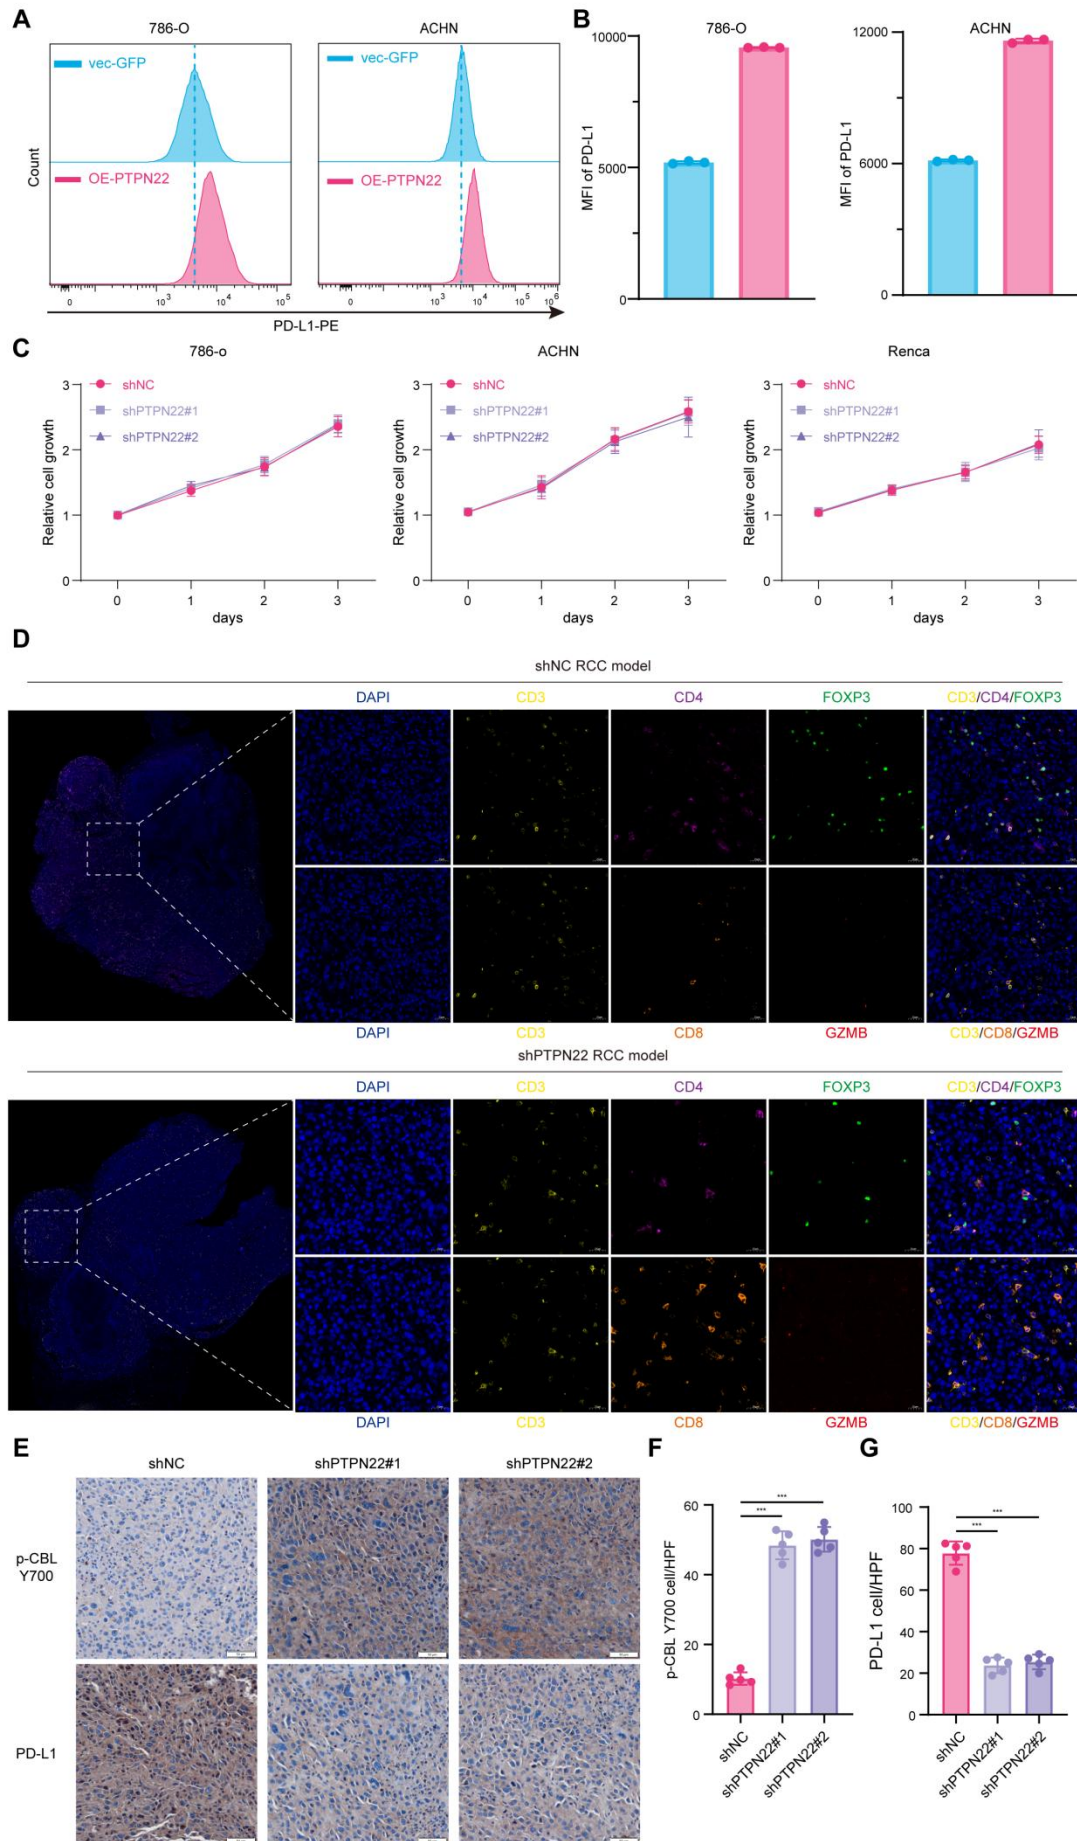 A
786-O
ACHN
vec-GFP
vec-GFP
OE-PTPN22
OE-PTPN22
Count
0 10³ 10⁴ 10⁵
0 10³ 10⁴ 10⁵ 10⁶
PD-L1-PE
B
786-O
ACHN
MFI of PD-L1
10000
5000
0
MFI of PD-L1
12000
6000
0
C
786-o
ACHN
Renca
shNC
shPTPN22#1
shPTPN22#2
Relative cell growth
3
2
1
0
0 1 2 3
days
shNC
shPTPN22#1
shPTPN22#2
Relative cell growth
3
2
1
0
0 1 2 3
days
shNC
shPTPN22#1
shPTPN22#2
Relative cell growth
3
2
1
0
0 1 2 3
days
D
shNC RCC model
DAPI CD3 CD4 FOXP3 CD3/CD4/FOXP3
DAPI CD3 CD8 GZMB CD3/CD8/GZMB
shPTPN22 RCC model
DAPI CD3 CD4 FOXP3 CD3/CD4/FOXP3
DAPI CD3 CD8 GZMB CD3/CD8/GZMB
E
shNC shPTPN22#1 shPTPN22#2
p-CBL
Y700
PD-L1
F
p-CBL Y700 cell/HPF
60
40
20
0
***
***
shNC
shPTPN22#1
shPTPN22#2
G
PD-L1 cell/HPF
100
80
60
40
20
0
***
***
shNC
shPTPN22#1
shPTPN22#2